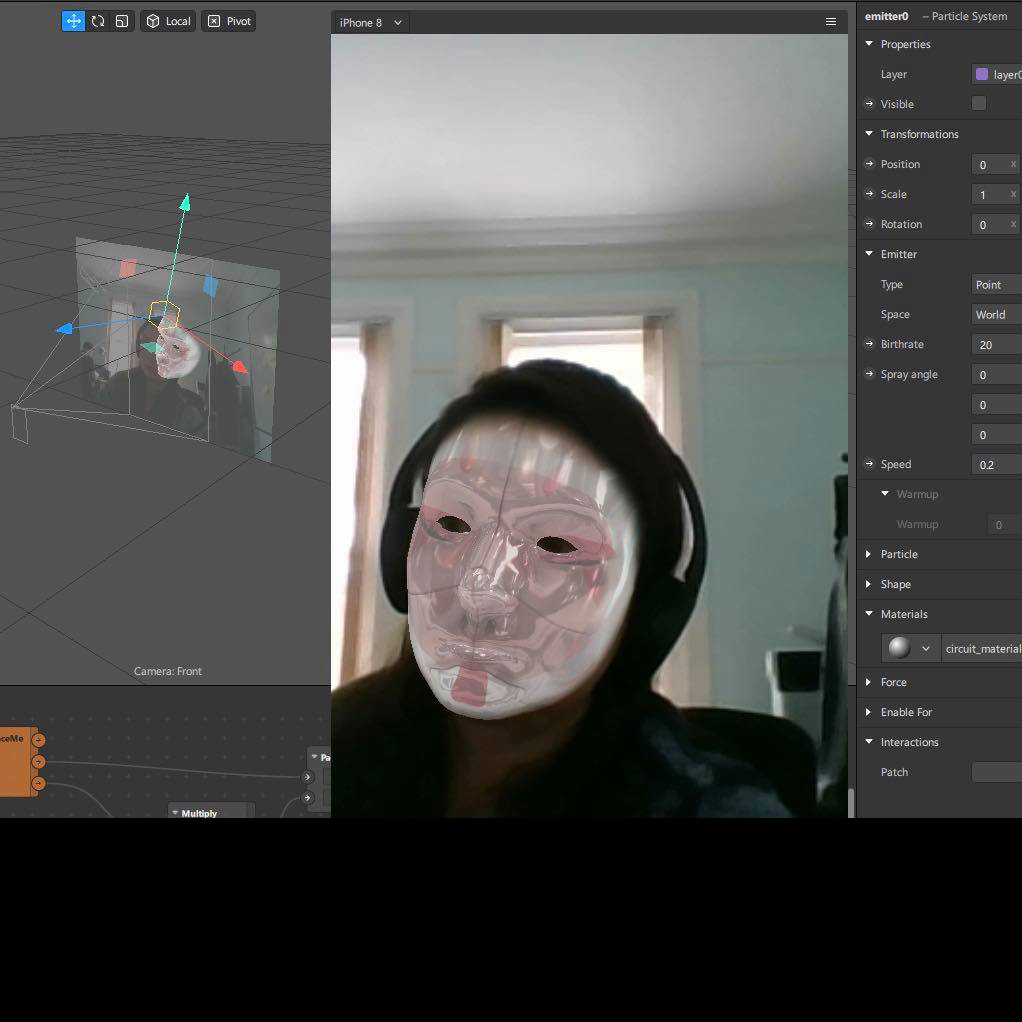 Local
Pivot
iPhone 8
Camera: Front
ceMe
Pa
Multiply
emitter0 – Particle System
Properties
Layer layer0
Visible
Transformations
Position 0 x
Scale 1 x
Rotation 0 x
Emitter
Type Point
Space World
Birthrate 20
Spray angle 0
0
0
Speed 0.2
Warmup
Warmup 0
Particle
Shape
Materials
circuit_material
Force
Enable For
Interactions
Patch